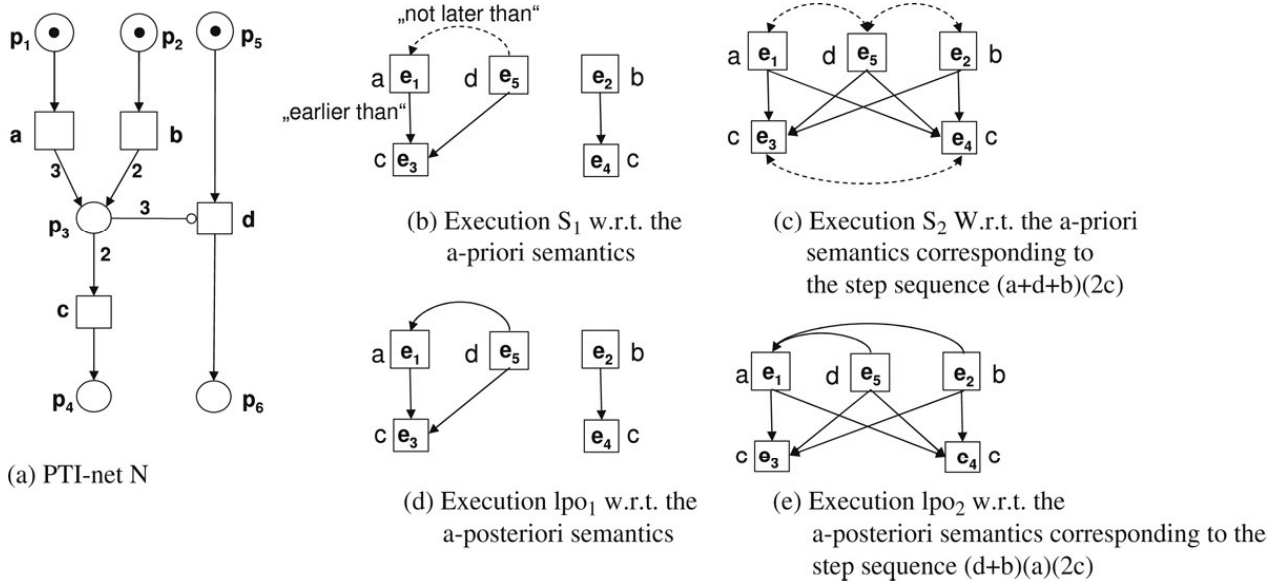 p1
p2
p5
a
b
3
2
p3
3
d
2
c
p4
p6
(a) PTI-net N
„not later than“
a e1
d e5
e2 b
„earlier than“
c e3
e4 c
(b) Execution S1 w.r.t. the
a-priori semantics
a e1
d e5
e2 b
c e3
e4 c
(c) Execution S2 W.r.t. the a-priori
semantics corresponding to
the step sequence (a+d+b)(2c)
a e1
d e5
e2 b
c e3
e4 c
(d) Execution lpo1 w.r.t. the
a-posteriori semantics
a e1
d e5
e2 b
c e3
e4 c
(e) Execution lpo2 w.r.t. the
a-posteriori semantics corresponding to the
step sequence (d+b)(a)(2c)